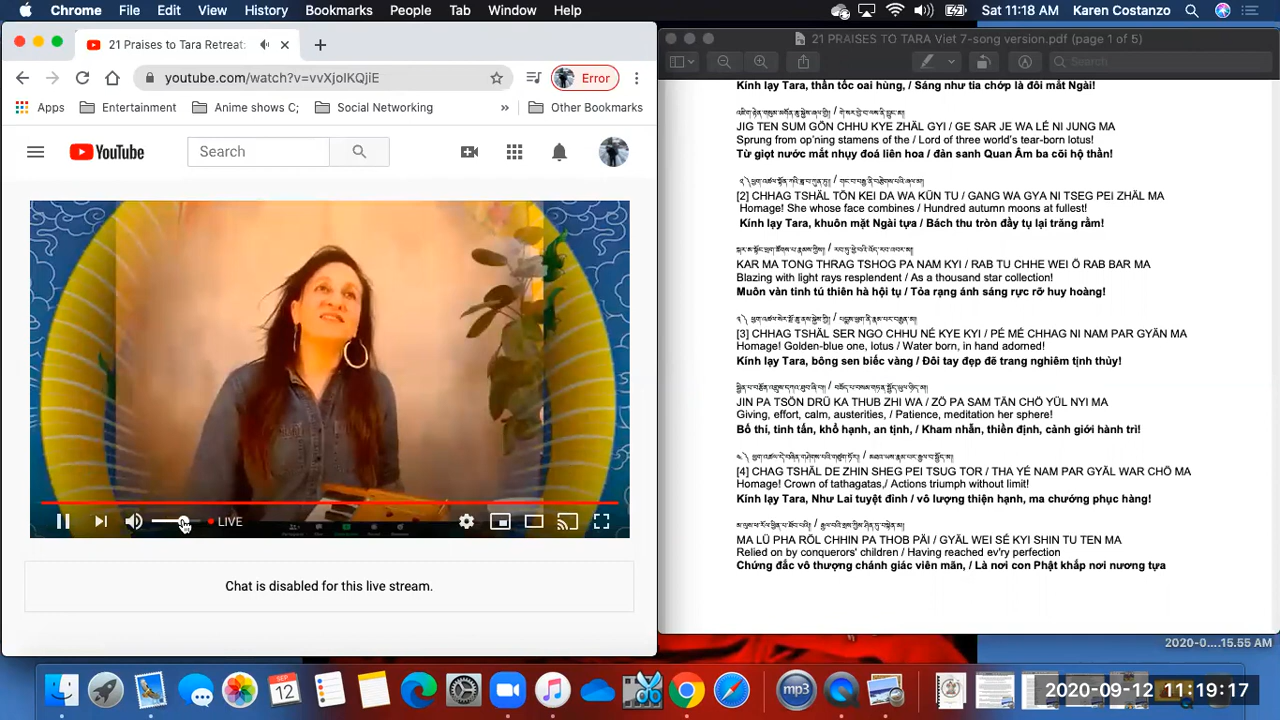 Chrome File Edit View History Bookmarks People Tab Window Help
Sat 11:18 AM Karen Costanzo
21 Praises to Tara Retreat:
youtube.com/watch?v=vvXjolKQjiE
Error
Apps Entertainment Anime shows C; Social Networking » Other Bookmarks
YouTube
Search
LIVE
Chat is disabled for this live stream.
21 PRAISES TO TARA Viet 7-song version.pdf (page 1 of 5)
Search
Kính lạy Tara, thần tốc oai hùng, / Sáng như tia chớp là đôi mắt Ngài!
JIG TEN SUM GÖN CHHU KYE ZHÄL GYI / GE SAR JE WA LÉ NI JUNG MA
Sprung from op'ning stamens of the / Lord of three world's tear-born lotus!
Từ giọt nước mắt nhụy đoá liên hoa / đản sanh Quan Âm ba cõi hộ thần!
[2] CHHAG TSHÄL TÖN KEI DA WA KÜN TU / GANG WA GYA NI TSEG PEI ZHÄL MA
Homage! She whose face combines / Hundred autumn moons at fullest!
Kính lạy Tara, khuôn mặt Ngài tựa / Bách thu tròn đầy tụ lại trăng rằm!
KAR MA TONG THRAG TSHOG PA NAM KYI / RAB TU CHHE WEI Ö RAB BAR MA
Blazing with light rays resplendent / As a thousand star collection!
Muôn vàn tinh tú thiên hà hội tụ / Tỏa rạng ánh sáng rực rỡ huy hoàng!
[3] CHHAG TSHÄL SER NGO CHHU NÉ KYE KYI / PÉ MÉ CHHAG NI NAM PAR GYÄN MA
Homage! Golden-blue one, lotus / Water born, in hand adorned!
Kính lạy Tara, bông sen biếc vàng / Đôi tay đẹp đẽ trang nghiêm tịnh thủy!
JIN PA TSÖN DRÜ KA THUB ZHI WA / ZÖ PA SAM TÄN CHÖ YÜL NYI MA
Giving, effort, calm, austerities, / Patience, meditation her sphere!
Bố thí, tinh tấn, khổ hạnh, an tịnh, / Kham nhẫn, thiền định, cảnh giới hành trì!
[4] CHAG TSHÄL DE ZHIN SHEG PEI TSUG TOR / THA YÉ NAM PAR GYÄL WAR CHÖ MA
Homage! Crown of tathagatas,/ Actions triumph without limit!
Kính lạy Tara, Như Lai tuyệt đỉnh / vô lượng thiện hạnh, ma chướng phục hàng!
MA LÜ PHA RÖL CHHIN PA THOB PÄI / GYÄL WEI SÉ KYI SHIN TU TEN MA
Relied on by conquerors' children / Having reached ev'ry perfection
Chứng đắc vô thượng chánh giác viên mãn, / Là nơi con Phật khắp nơi nương tựa
2020-0....15.55 AM
SEP
12
mp3
2020-09-12 11:19:17